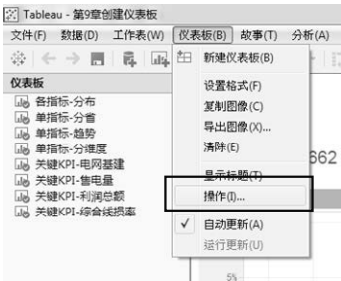 Tableau - 第9章创建仪表板
文件(F) 数据(D) 工作表(W) 仪表板(B) 故事(T) 分析(A)
仪表板
各指标-分布
单指标-分省
单指标-趋势
单指标-分维度
关键KPI-电网基建
关键KPI-售电量
关键KPI-利润总额
关键KPI-综合线损率
新建仪表板(B)
设置格式(F)
复制图像(C)
导出图像(X)...
清除(E)
显示标题(T)
操作(I)...
✓ 自动更新(A)
运行更新(U)
662
5%